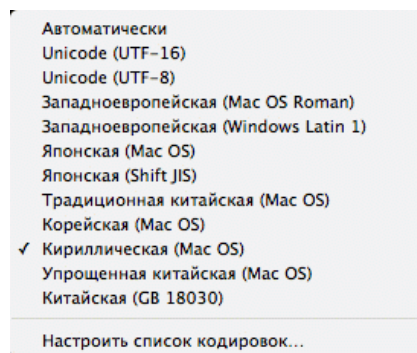 Автоматически
Unicode (UTF-16)
Unicode (UTF-8)
Западноевропейская (Mac OS Roman)
Западноевропейская (Windows Latin 1)
Японская (Mac OS)
Японская (Shift JIS)
Традиционная китайская (Mac OS)
Корейская (Mac OS)
✓ Кириллическая (Mac OS)
Упрощенная китайская (Mac OS)
Китайская (GB 18030)
Настроить список кодировок...